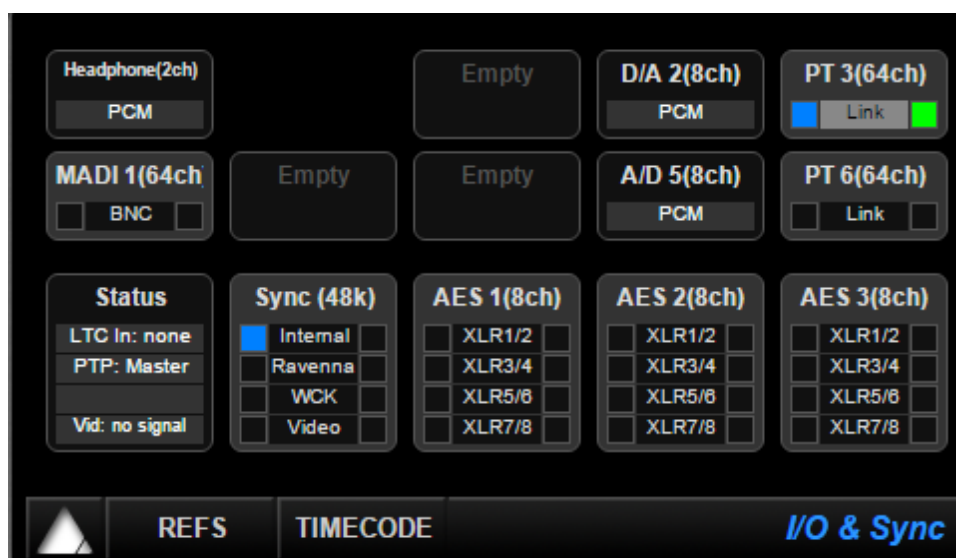 Headphone(2ch)
PCM
Empty
D/A 2(8ch)
PCM
PT 3(64ch)
Link
MADI 1(64ch
BNC
Empty
Empty
A/D 5(8ch)
PCM
PT 6(64ch)
Link
Status
LTC In: none
PTP: Master
Vid: no signal
Sync (48k)
Internal
Ravenna
WCK
Video
AES 1(8ch)
XLR1/2
XLR3/4
XLR5/6
XLR7/8
AES 2(8ch)
XLR1/2
XLR3/4
XLR5/6
XLR7/8
AES 3(8ch)
XLR1/2
XLR3/4
XLR5/6
XLR7/8
REFS
TIMECODE
I/O & Sync